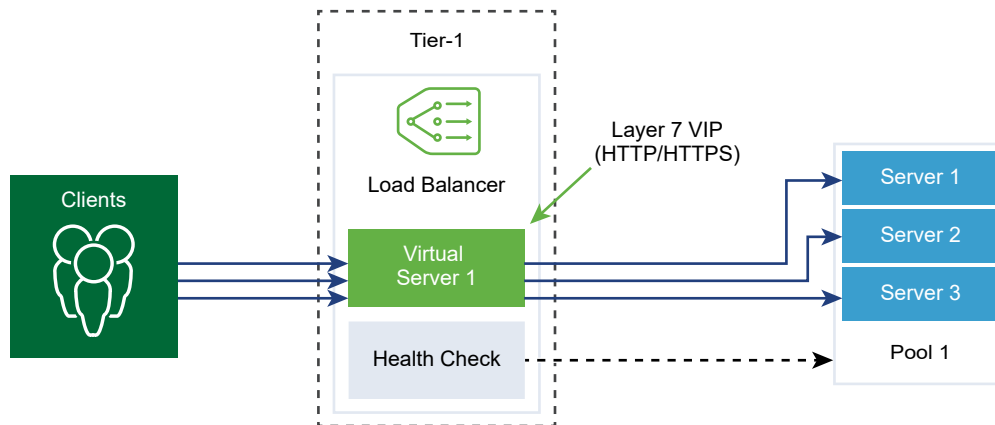 Tier-1
Load Balancer
Layer 7 VIP
(HTTP/HTTPS)
Clients
Virtual
Server 1
Health Check
Server 1
Server 2
Server 3
Pool 1